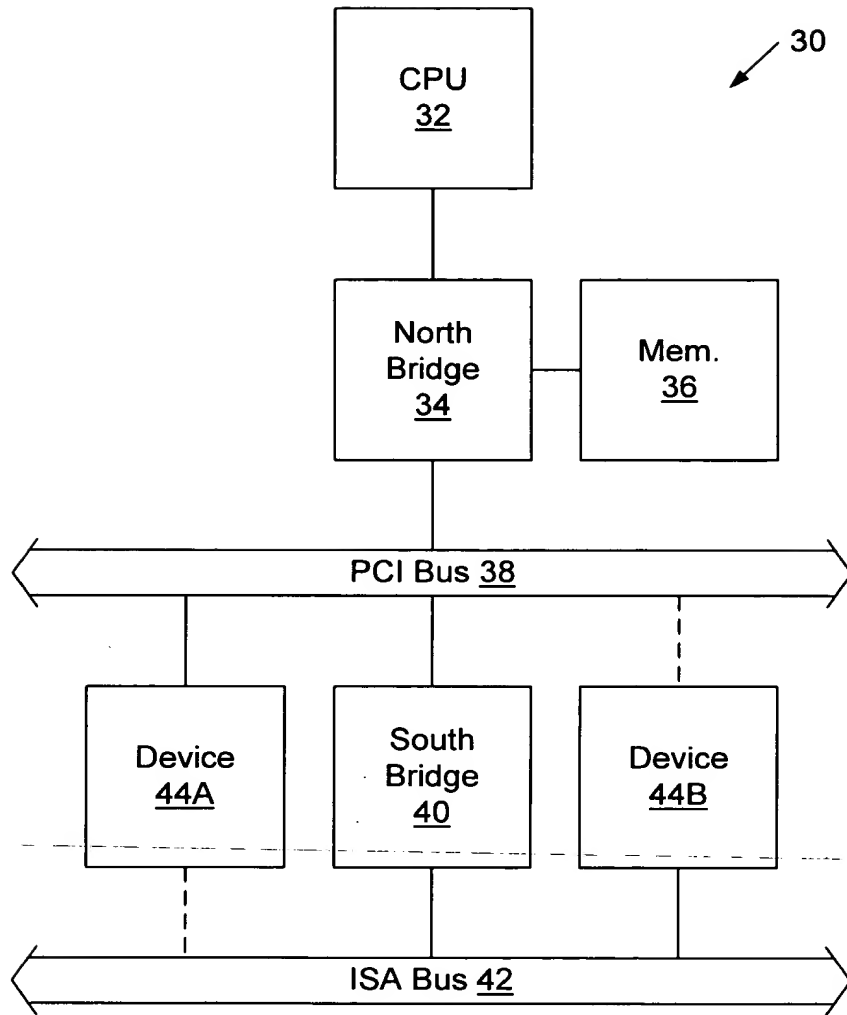 30
CPU
32
North
Bridge
34
Mem.
36
PCI Bus 38
Device
44A
South
Bridge
40
Device
44B
ISA Bus 42